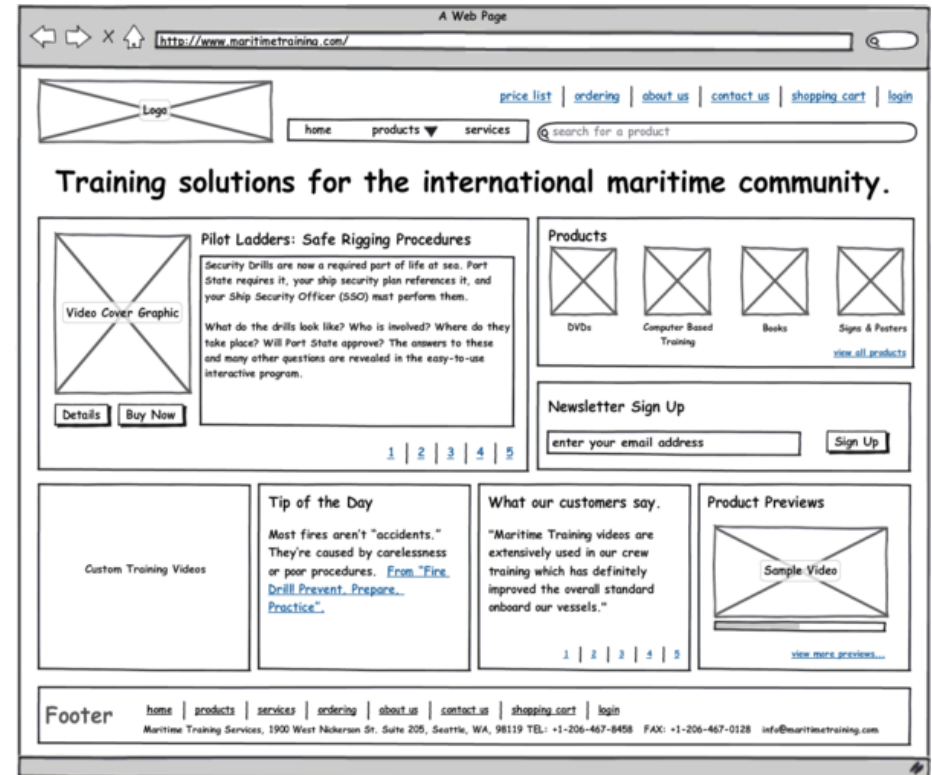 A Web Page
http://www.maritimetraining.com/
Logo
price list | ordering | about us | contact us | shopping cart | login
home products services
search for a product
Training solutions for the international maritime community.
Video Cover Graphic
Details
Buy Now
Pilot Ladders: Safe Rigging Procedures
Security Drills are now a required part of life at sea. Port
State requires it, your ship security plan references it, and
your Ship Security Officer (SSO) must perform them.
What do the drills look like? Who is involved? Where do they
take place? Will Port State approve? The answers to these
and many other questions are revealed in the easy-to-use
interactive program.
1 | 2 | 3 | 4 | 5
Products
DVDs
Computer Based
Training
Books
Signs & Posters
view all products
Newsletter Sign Up
enter your email address
Sign Up
Custom Training Videos
Tip of the Day
Most fires aren't "accidents."
They're caused by carelessness
or poor procedures. From "Fire
Drill! Prevent, Prepare,
Practice".
What our customers say.
"Maritime Training videos are
extensively used in our crew
training which has definitely
improved the overall standard
onboard our vessels."
1 | 2 | 3 | 4 | 5
Product Previews
Sample Video
view more previews...
Footer
home | products | services | ordering | about us | contact us | shopping cart | login
Maritime Training Services, 1900 West Nickerson St. Suite 205, Seattle, WA, 98119 TEL: +1-206-467-8458 FAX: +1-206-467-0128 info@maritimetraining.com